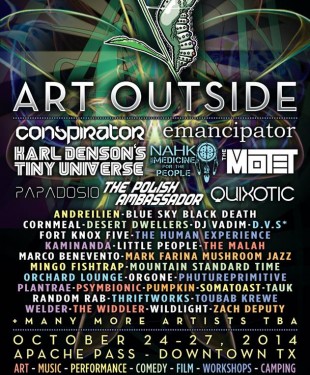 ART OUTSIDE
conspirator emancipator
KARL DENSON'S TINY UNIVERSE
NAHKO AND MEDICINE FOR THE PEOPLE
THE MOTET
PAPADOSIO THE POLISH AMBASSADOR QUIXOTIC
ANDREILIEN-BLUE SKY BLACK DEATH
CORNMEAL-DESERT DWELLERS-DJ VADIM-D.V.S*
FORT KNOX FIVE-THE HUMAN EXPERIENCE
KAMINANDA-LITTLE PEOPLE-THE MALAH
MARCO BENEVENTO-MARK FARINA MUSHROOM JAZZ
MINGO FISHTRAP-MOUNTAIN STANDARD TIME
ORCHARD LOUNGE-ORGONE-PHUTUREPRIMITIVE
PLANTRAE-PSYMBIONIC-PUMPKIN-SOMATOAST-TAUK
RANDOM RAB-THRIFTWORKS-TOUBAB KREWE
WELDER-THE WIDDLER-WILDLIGHT-ZACH DEPUTY
+ MANY MORE ARTISTS TBA
OCTOBER 24-27, 2014
APACHE PASS - DOWNTOWN TX
ART - MUSIC - PERFORMANCE - COMEDY - FILM - WORKSHOPS - CAMPING